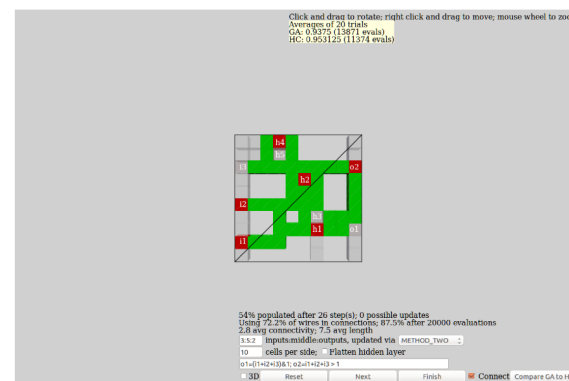 Click and drag to rotate; right click and drag to move; mouse wheel to zoo
Averages of 20 trials
GA: 0.9375 (13871 evals)
HC: 0.953125 (11374 evals)
h4
h5
i3
o2
h2
i2
h3
h1
o1
i1
54% populated after 26 step(s); 0 possible updates
Using 72.2% of wires in connections; 87.5% after 20000 evaluations
2.8 avg connectivity; 7.5 avg length
3:5:2 inputs:middle:outputs, updated via METHOD_TWO
10 cells per side; Flatten hidden layer
o1=(i1+i2+i3)&1; o2=i1+i2+i3 > 1
3D Reset Next Finish Connect Compare GA to H